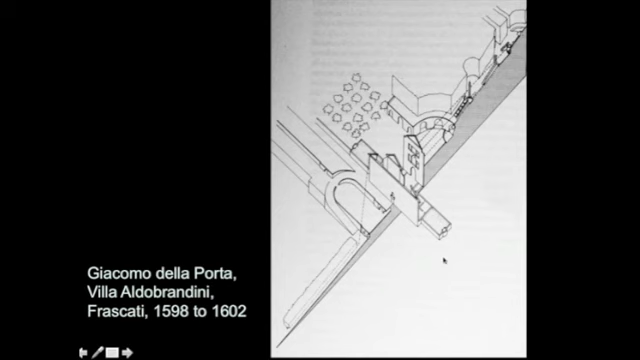 Giacomo della Porta,
Villa Aldobrandini,
Frascati, 1598 to 1602